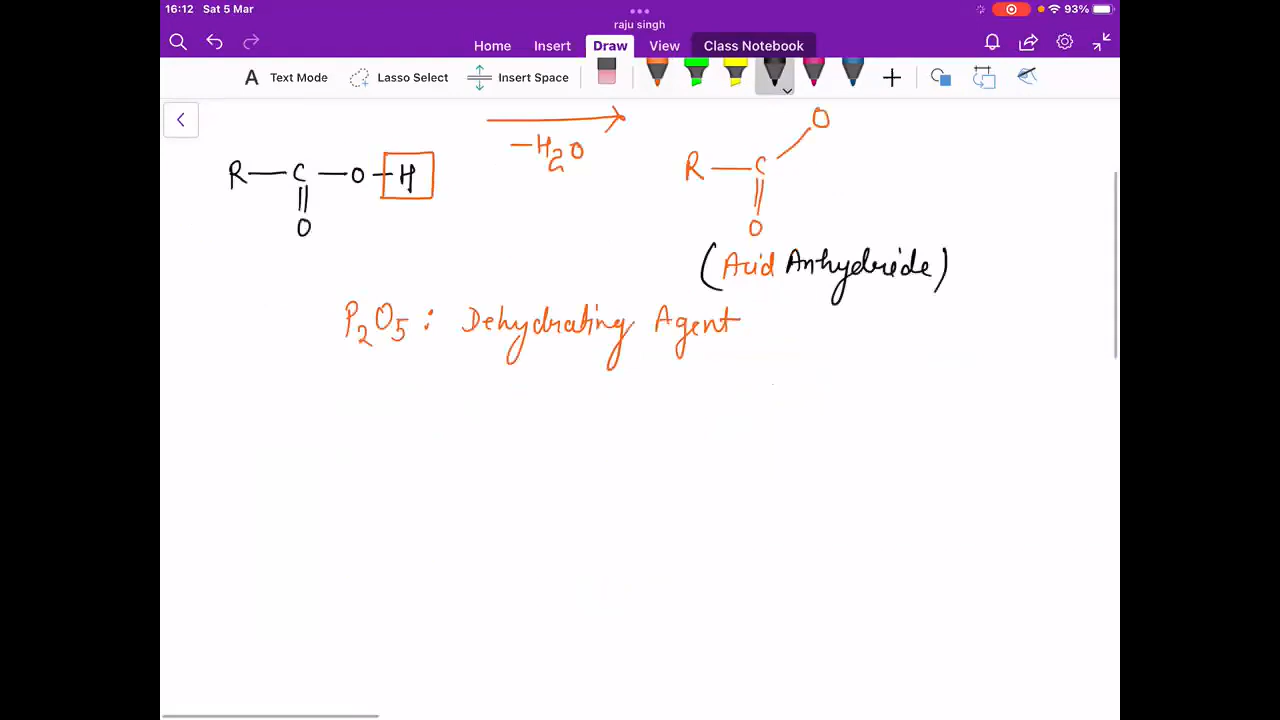 16:12 Sat 5 Mar
93%
raju singh
Home Insert Draw View Class Notebook
A Text Mode Lasso Select Insert Space
−H2O
O
R — C — O — H
R — C
O
O
(Acid Anhydride)
P2O5 : Dehydrating Agent